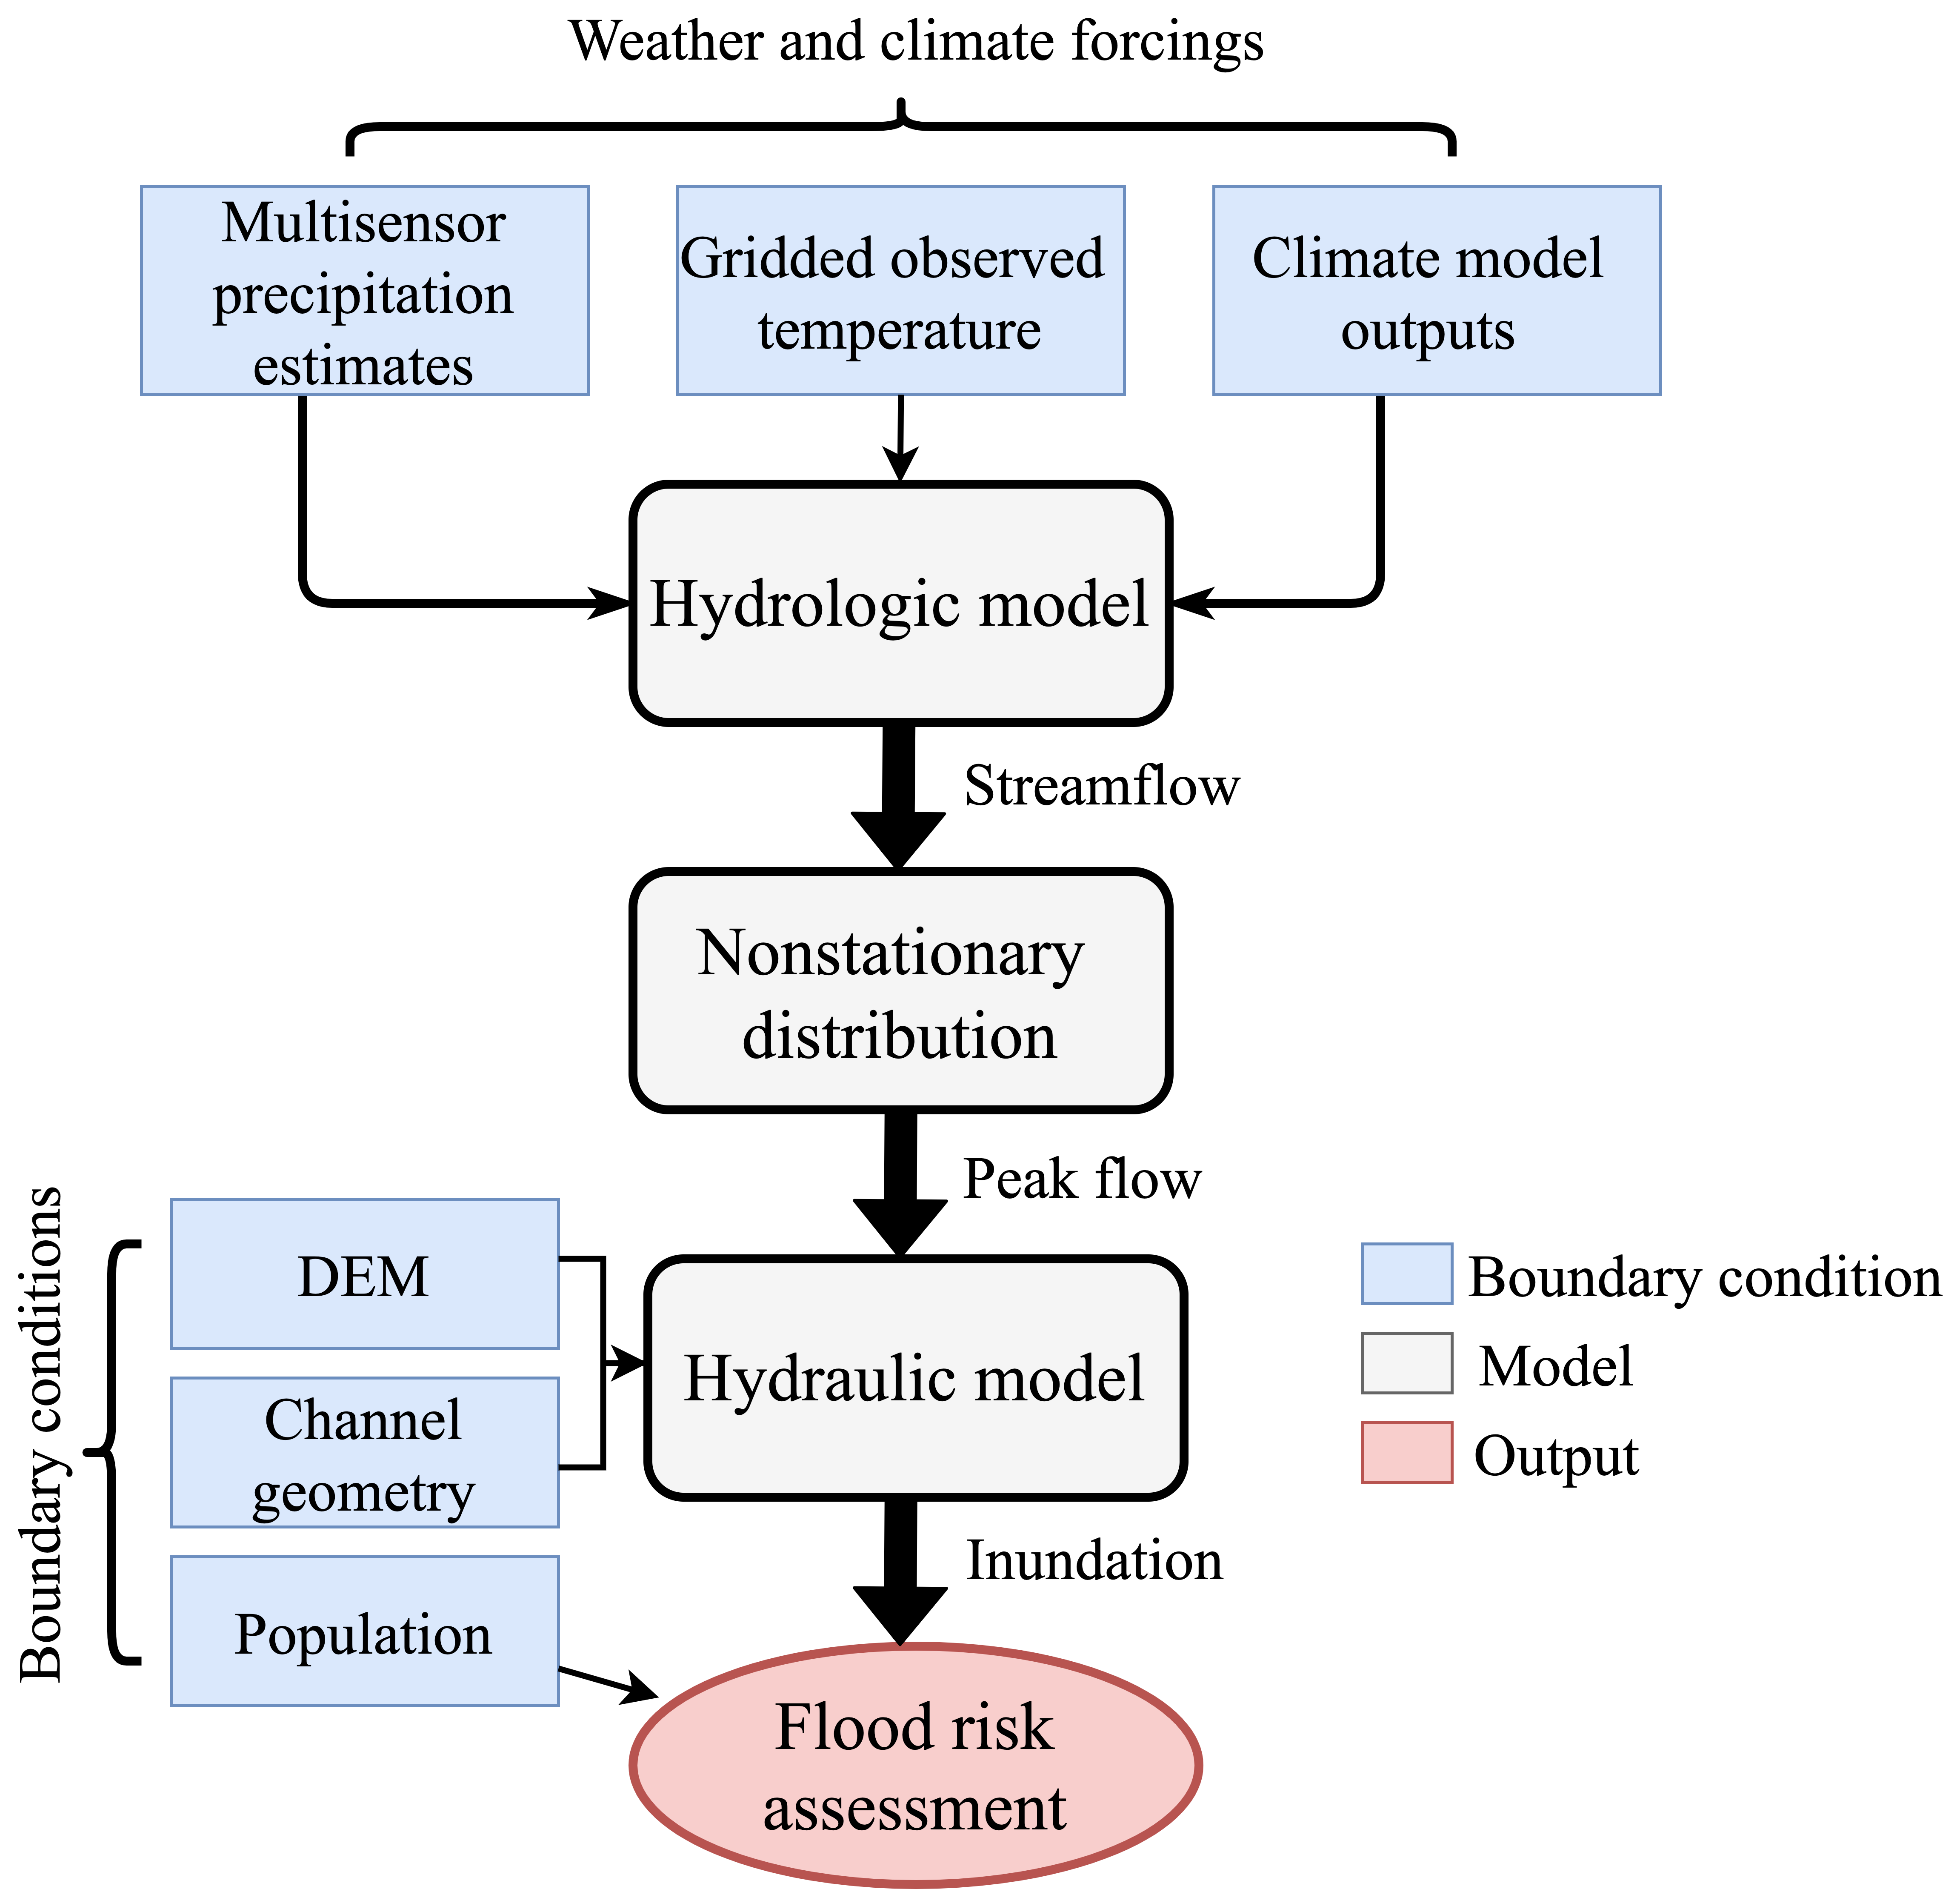 Weather and climate forcings
Multisensor
precipitation
estimates
Gridded observed
temperature
Climate model
outputs
Hydrologic model
Streamflow
Nonstationary
distribution
Peak flow
Boundary conditions
DEM
Channel
geometry
Population
Hydraulic model
Inundation
Flood risk
assessment
Boundary condition
Model
Output